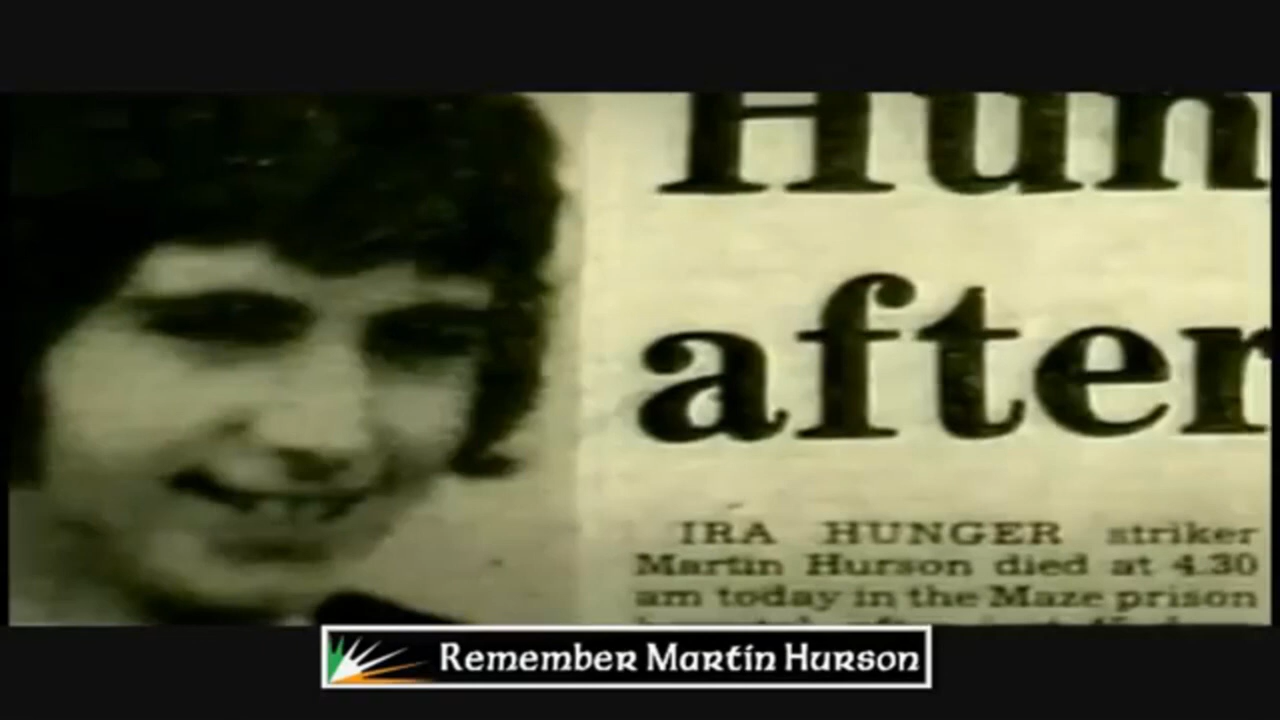 Hun
after
IRA HUNGER striker
Martin Hurson died at 4.30
am today in the Maze prison
Remember Martin Hurson